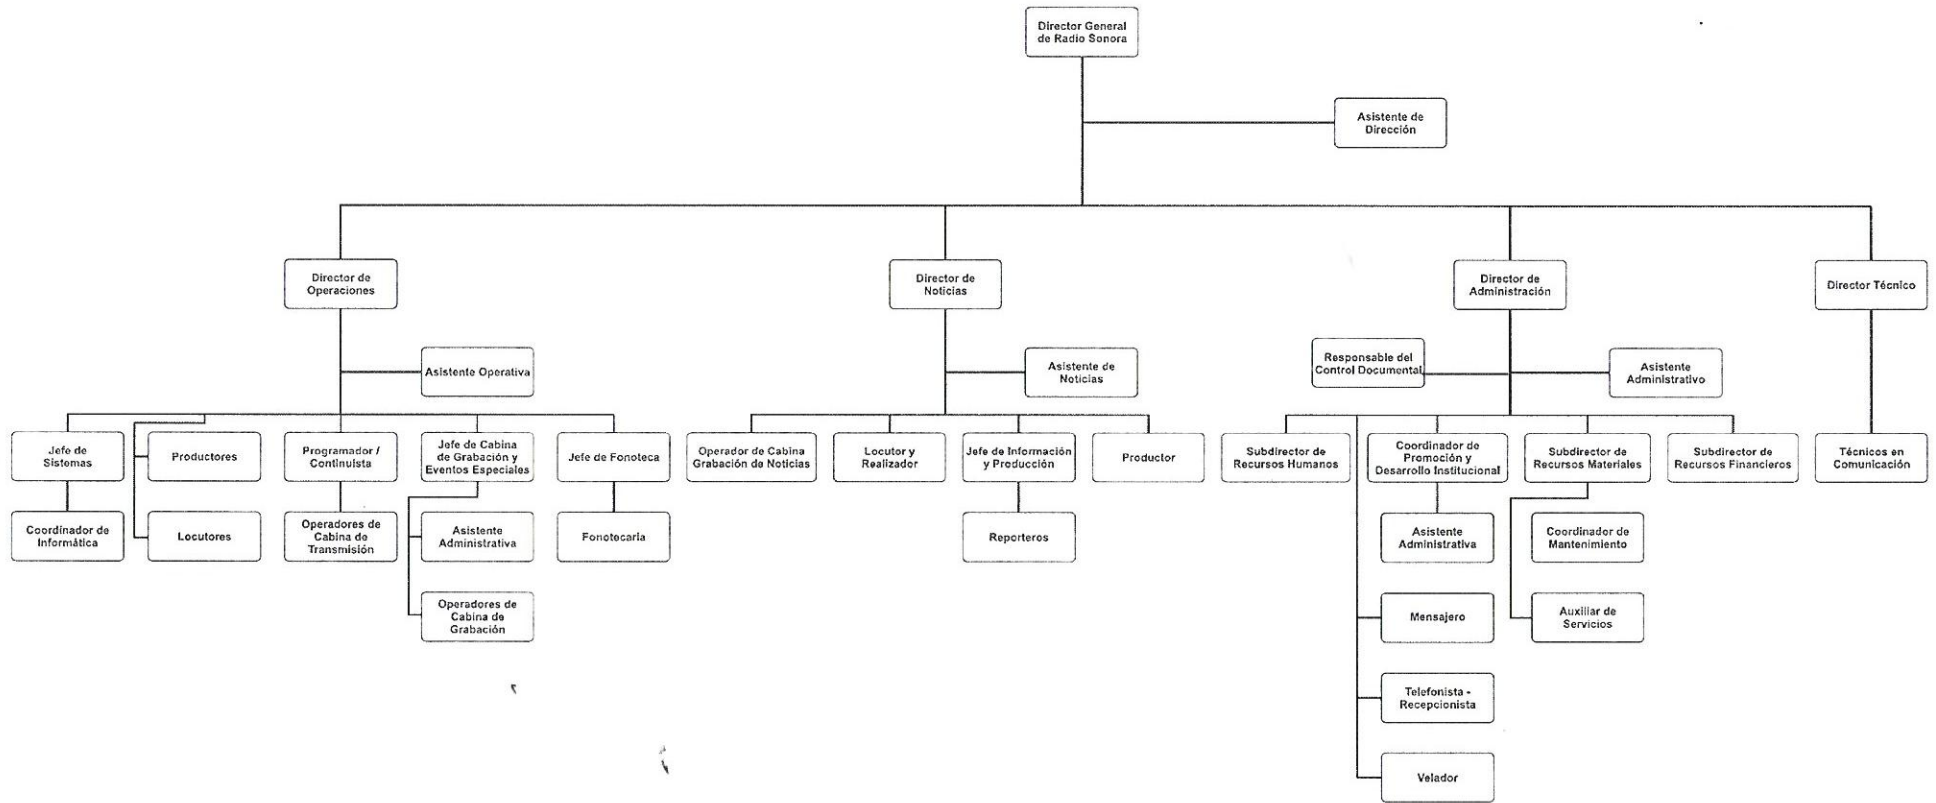 Director General
de Radio Sonora
Asistente de
Dirección
Director de
Operaciones
Director de
Noticias
Director de
Administración
Director Técnico
Asistente Operativa
Asistente de
Noticias
Responsable del
Control Documental
Asistente
Administrativo
Jefe de
Sistemas
Productores
Programador /
Continuista
Jefe de Cabina
de Grabación y
Eventos Especiales
Jefe de Fonoteca
Operador de Cabina
Grabación de Noticias
Locutor y
Realizador
Jefe de Información
y Producción
Productor
Subdirector de
Recursos Humanos
Coordinador de
Promoción y
Desarrollo Institucional
Subdirector de
Recursos Materiales
Subdirector de
Recursos Financieros
Técnicos en
Comunicación
Coordinador de
Informática
Locutores
Operadores de
Cabina de
Transmisión
Asistente
Administrativa
Fonotecaria
Reporteros
Asistente
Administrativa
Coordinador de
Mantenimiento
Operadores de
Cabina de
Grabación
Mensajero
Auxiliar de
Servicios
Telefonista -
Recepcionista
Velador